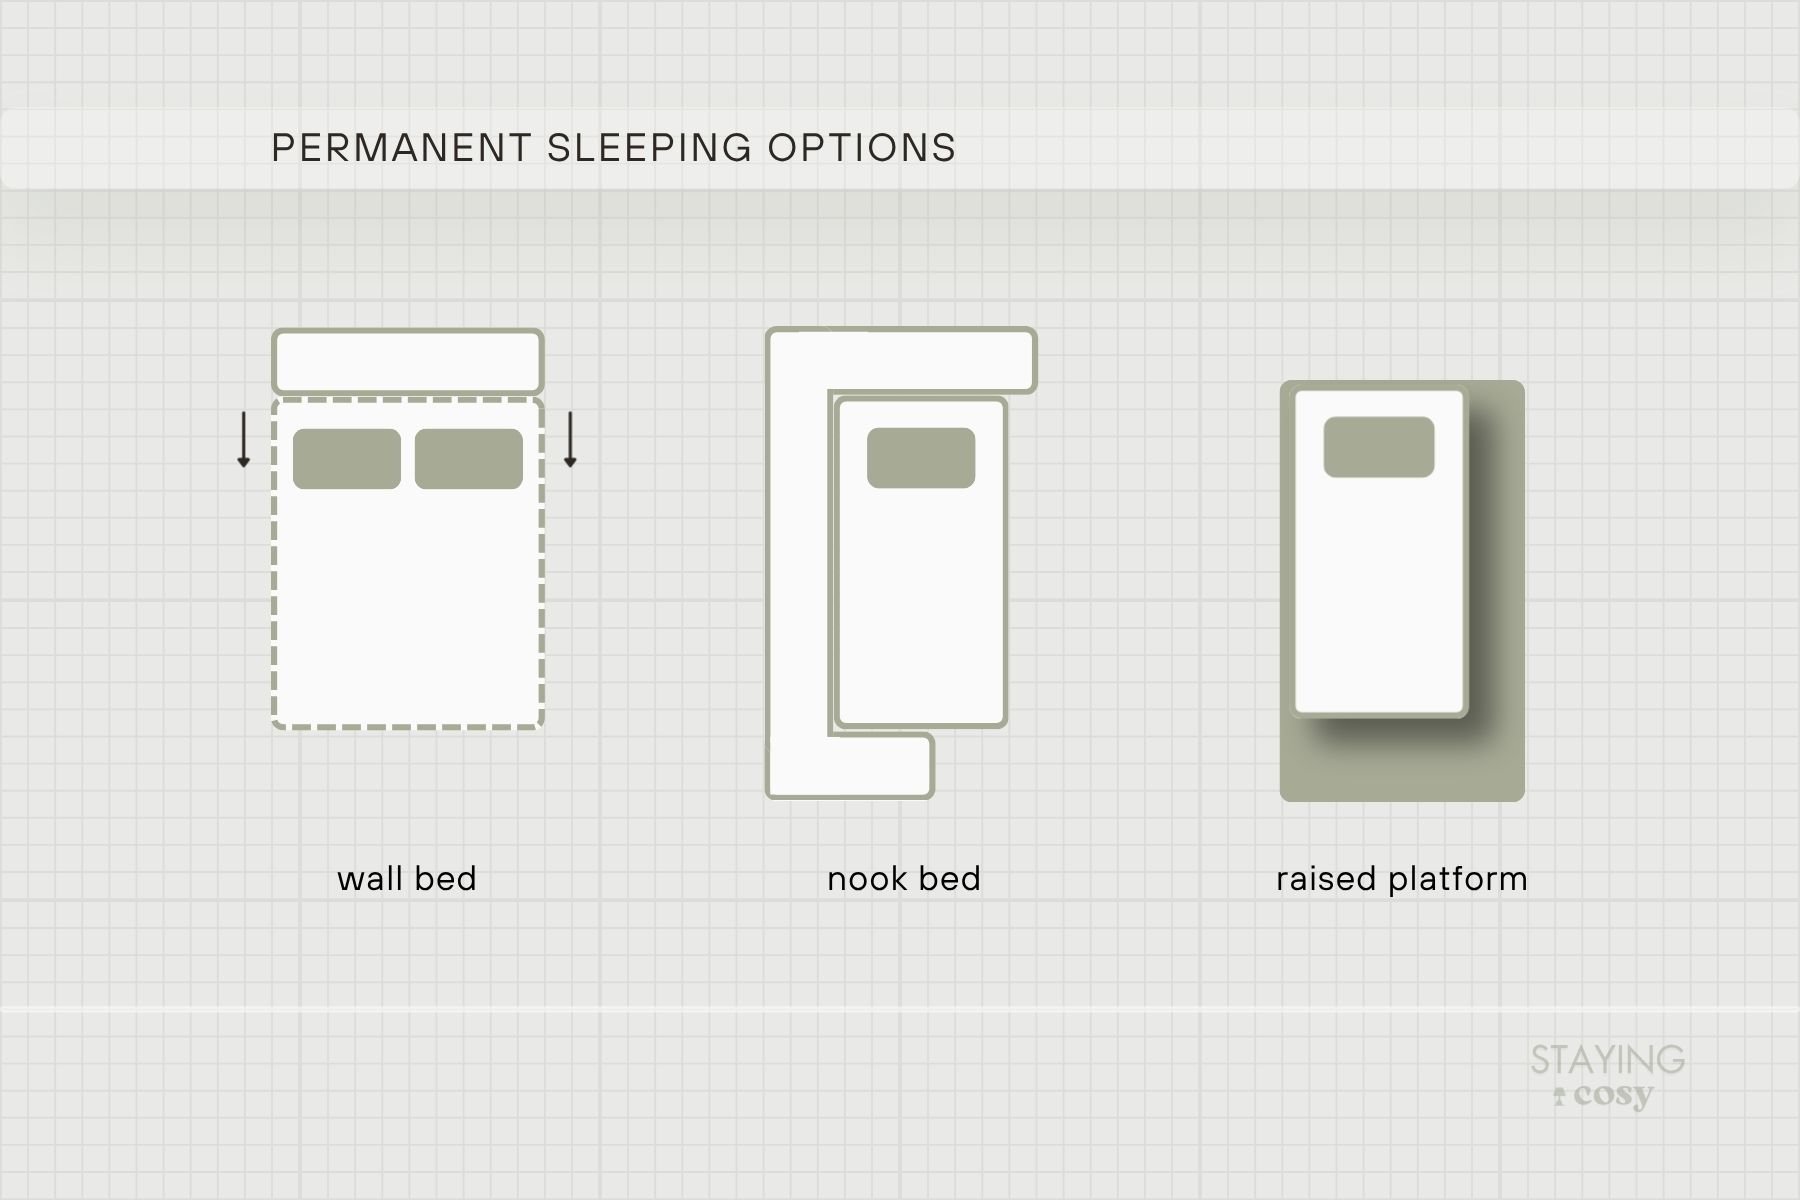 PERMANENT SLEEPING OPTIONS
wall bed
nook bed
raised platform
STAYING
cosy